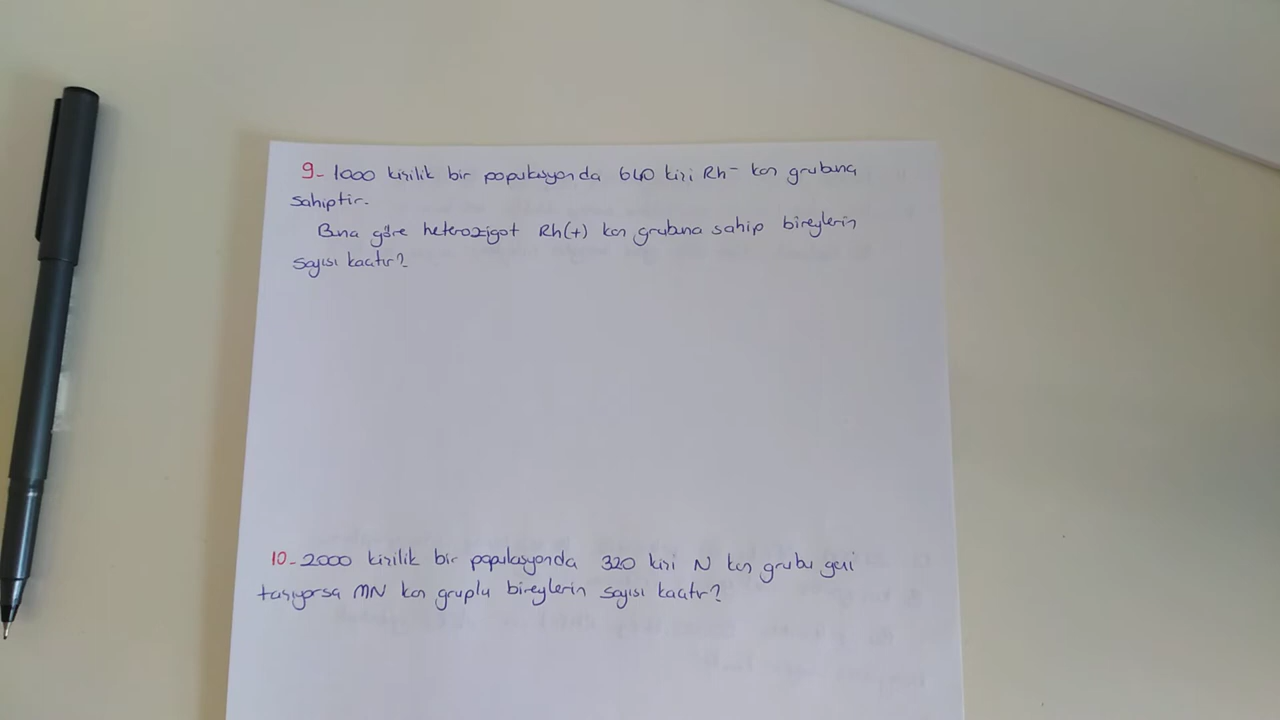 9- 1000 kişilik bir popülasyonda 640 kişi Rh- kan grubuna
sahiptir.
Buna göre heterozigot Rh(+) kan grubuna sahip bireylerin
sayısı kaçtır?
10- 2000 kişilik bir popülasyonda 320 kişi N kan grubu geni
taşıyorsa MN kan gruplu bireylerin sayısı kaçtır?